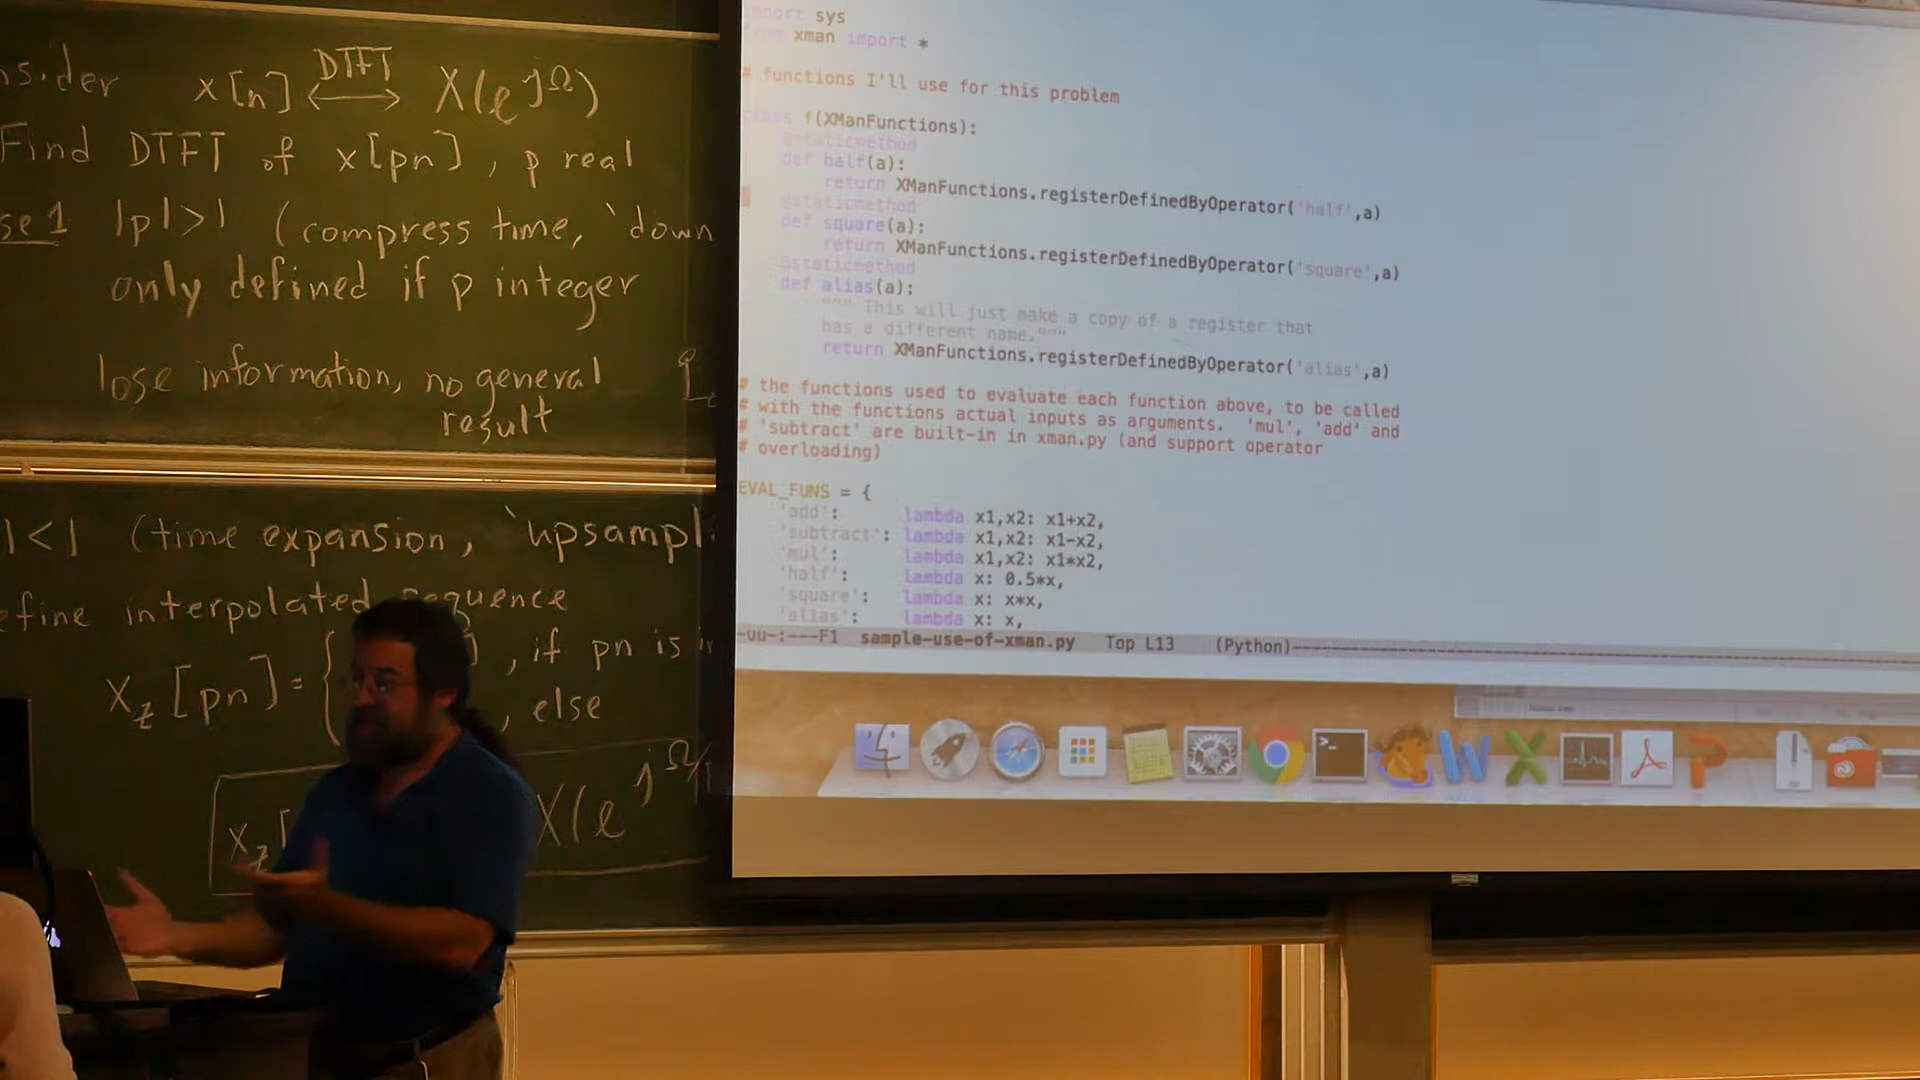 x[n] DTFT ⟷ X(e^jΩ)
Find DTFT of x[pn], p real
|p|>1 (compress time, `down
only defined if p integer
lose information, no general
result
|<1 (time expansion, `upsampl
interpolated sequence
x_z[pn] = { , if pn is
, else
x_z[
X(e^jΩ/
import sys
xman import *
# functions I'll use for this problem
class f(XManFunctions):
@staticmethod
def half(a):
return XManFunctions.registerDefinedByOperator('half',a)
@staticmethod
def square(a):
return XManFunctions.registerDefinedByOperator('square',a)
@staticmethod
def alias(a):
""" This will just make a copy of a register that
has a different name."""
return XManFunctions.registerDefinedByOperator('alias',a)
# the functions used to evaluate each function above, to be called
# with the functions actual inputs as arguments.  'mul', 'add' and
# 'subtract' are built-in in xman.py (and support operator
# overloading)
EVAL_FUNS = {
'add': lambda x1,x2: x1+x2,
'subtract': lambda x1,x2: x1-x2,
'mul': lambda x1,x2: x1*x2,
'half': lambda x: 0.5*x,
'square': lambda x: x*x,
'alias': lambda x: x,
-uu-:---F1 sample-use-of-xman.py Top L13 (Python)